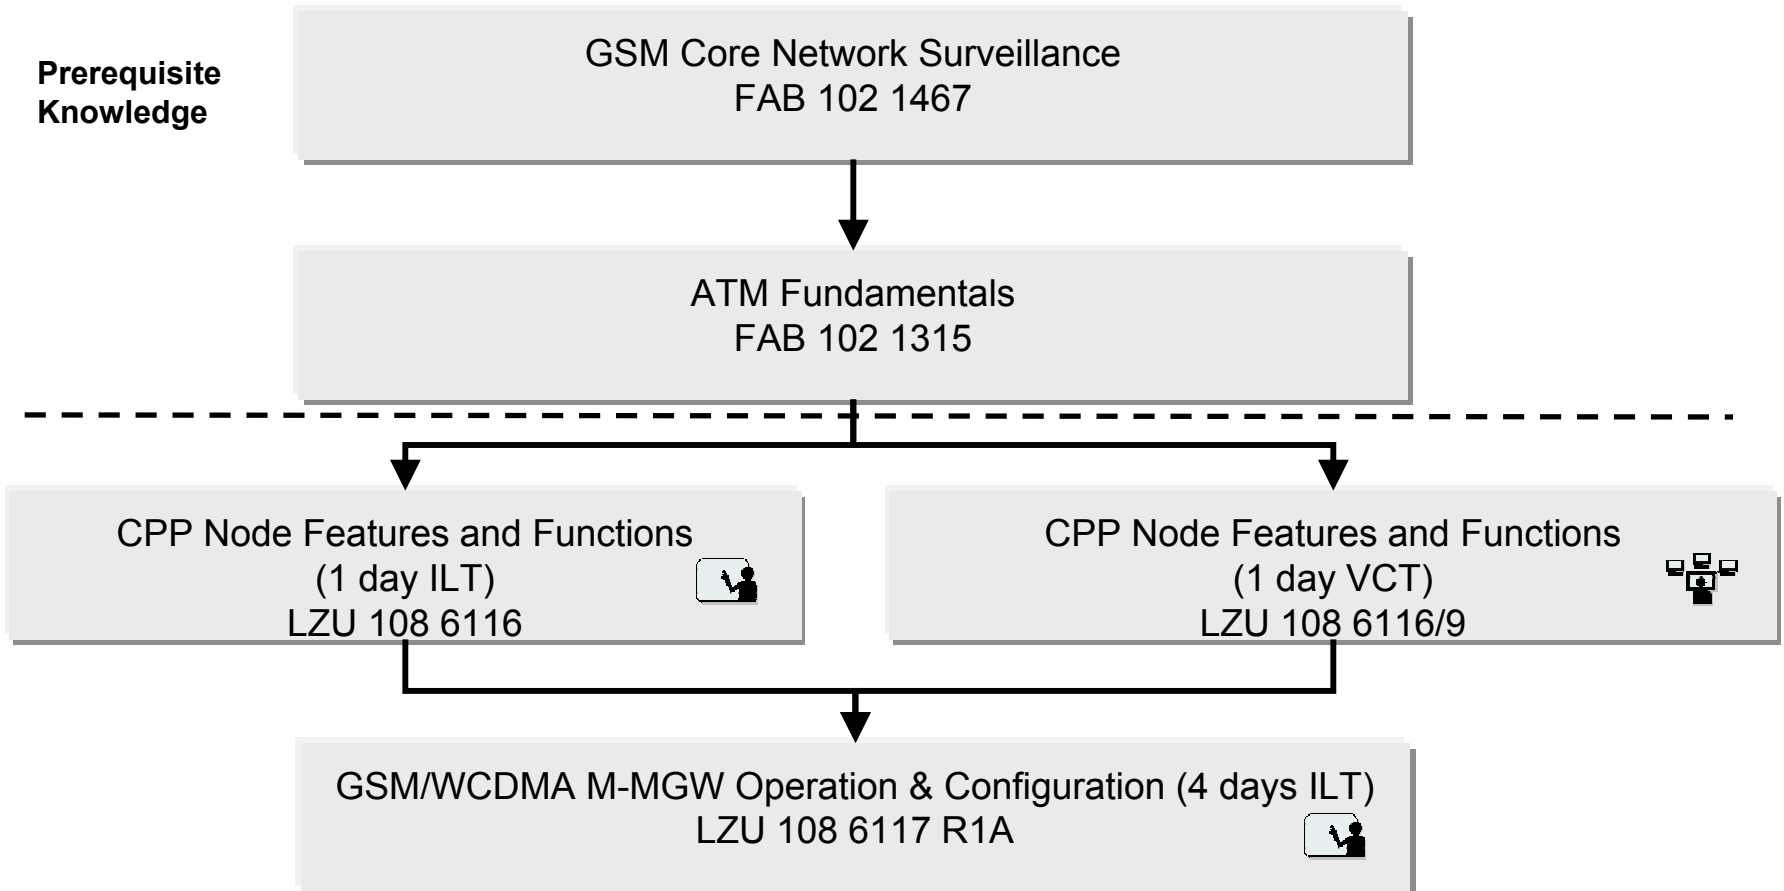 Prerequisite
Knowledge
GSM Core Network Surveillance
FAB 102 1467
ATM Fundamentals
FAB 102 1315
CPP Node Features and Functions
(1 day ILT)
LZU 108 6116
CPP Node Features and Functions
(1 day VCT)
LZU 108 6116/9
GSM/WCDMA M-MGW Operation & Configuration (4 days ILT)
LZU 108 6117 R1A